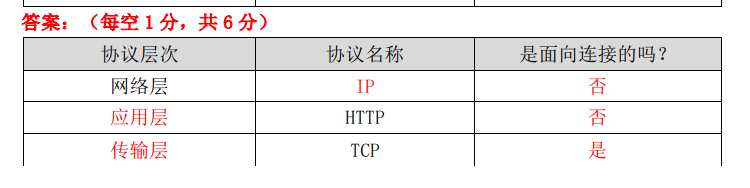 答案：（每空 1 分，共 6 分）
协议层次 协议名称 是面向连接的吗？
网络层 IP 否
应用层 HTTP 否
传输层 TCP 是